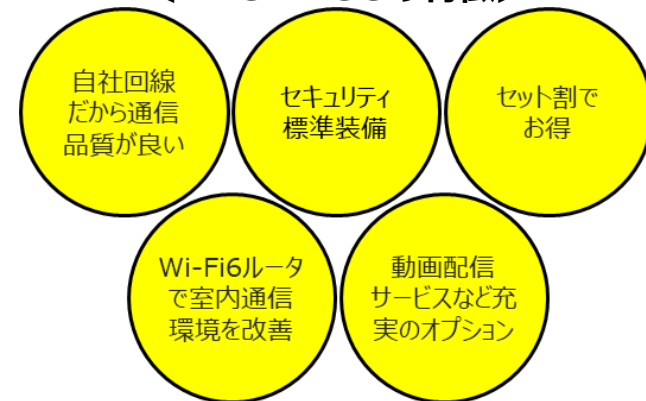 自社回線
だから通信
品質が良い
セキュリティ
標準装備
セット割で
お得
Wi-Fi6ルータ
で室内通信
環境を改善
動画配信
サービスなど充
実のオプション